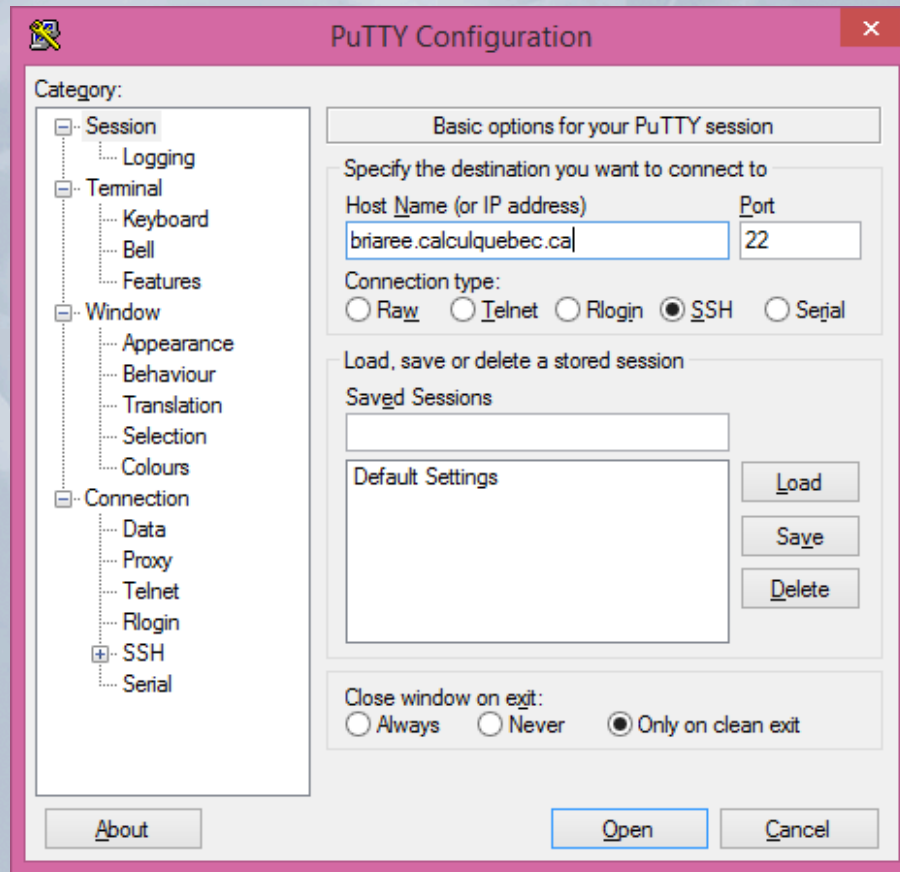 PuTTY Configuration
Category:
Session
Logging
Terminal
Keyboard
Bell
Features
Window
Appearance
Behaviour
Translation
Selection
Colours
Connection
Data
Proxy
Telnet
Rlogin
SSH
Serial
Basic options for your PuTTY session
Specify the destination you want to connect to
Host Name (or IP address) Port
briaree.calculquebec.ca 22
Connection type:
Raw Telnet Rlogin SSH Serial
Load, save or delete a stored session
Saved Sessions
Default Settings
Load
Save
Delete
Close window on exit:
Always Never Only on clean exit
About Open Cancel